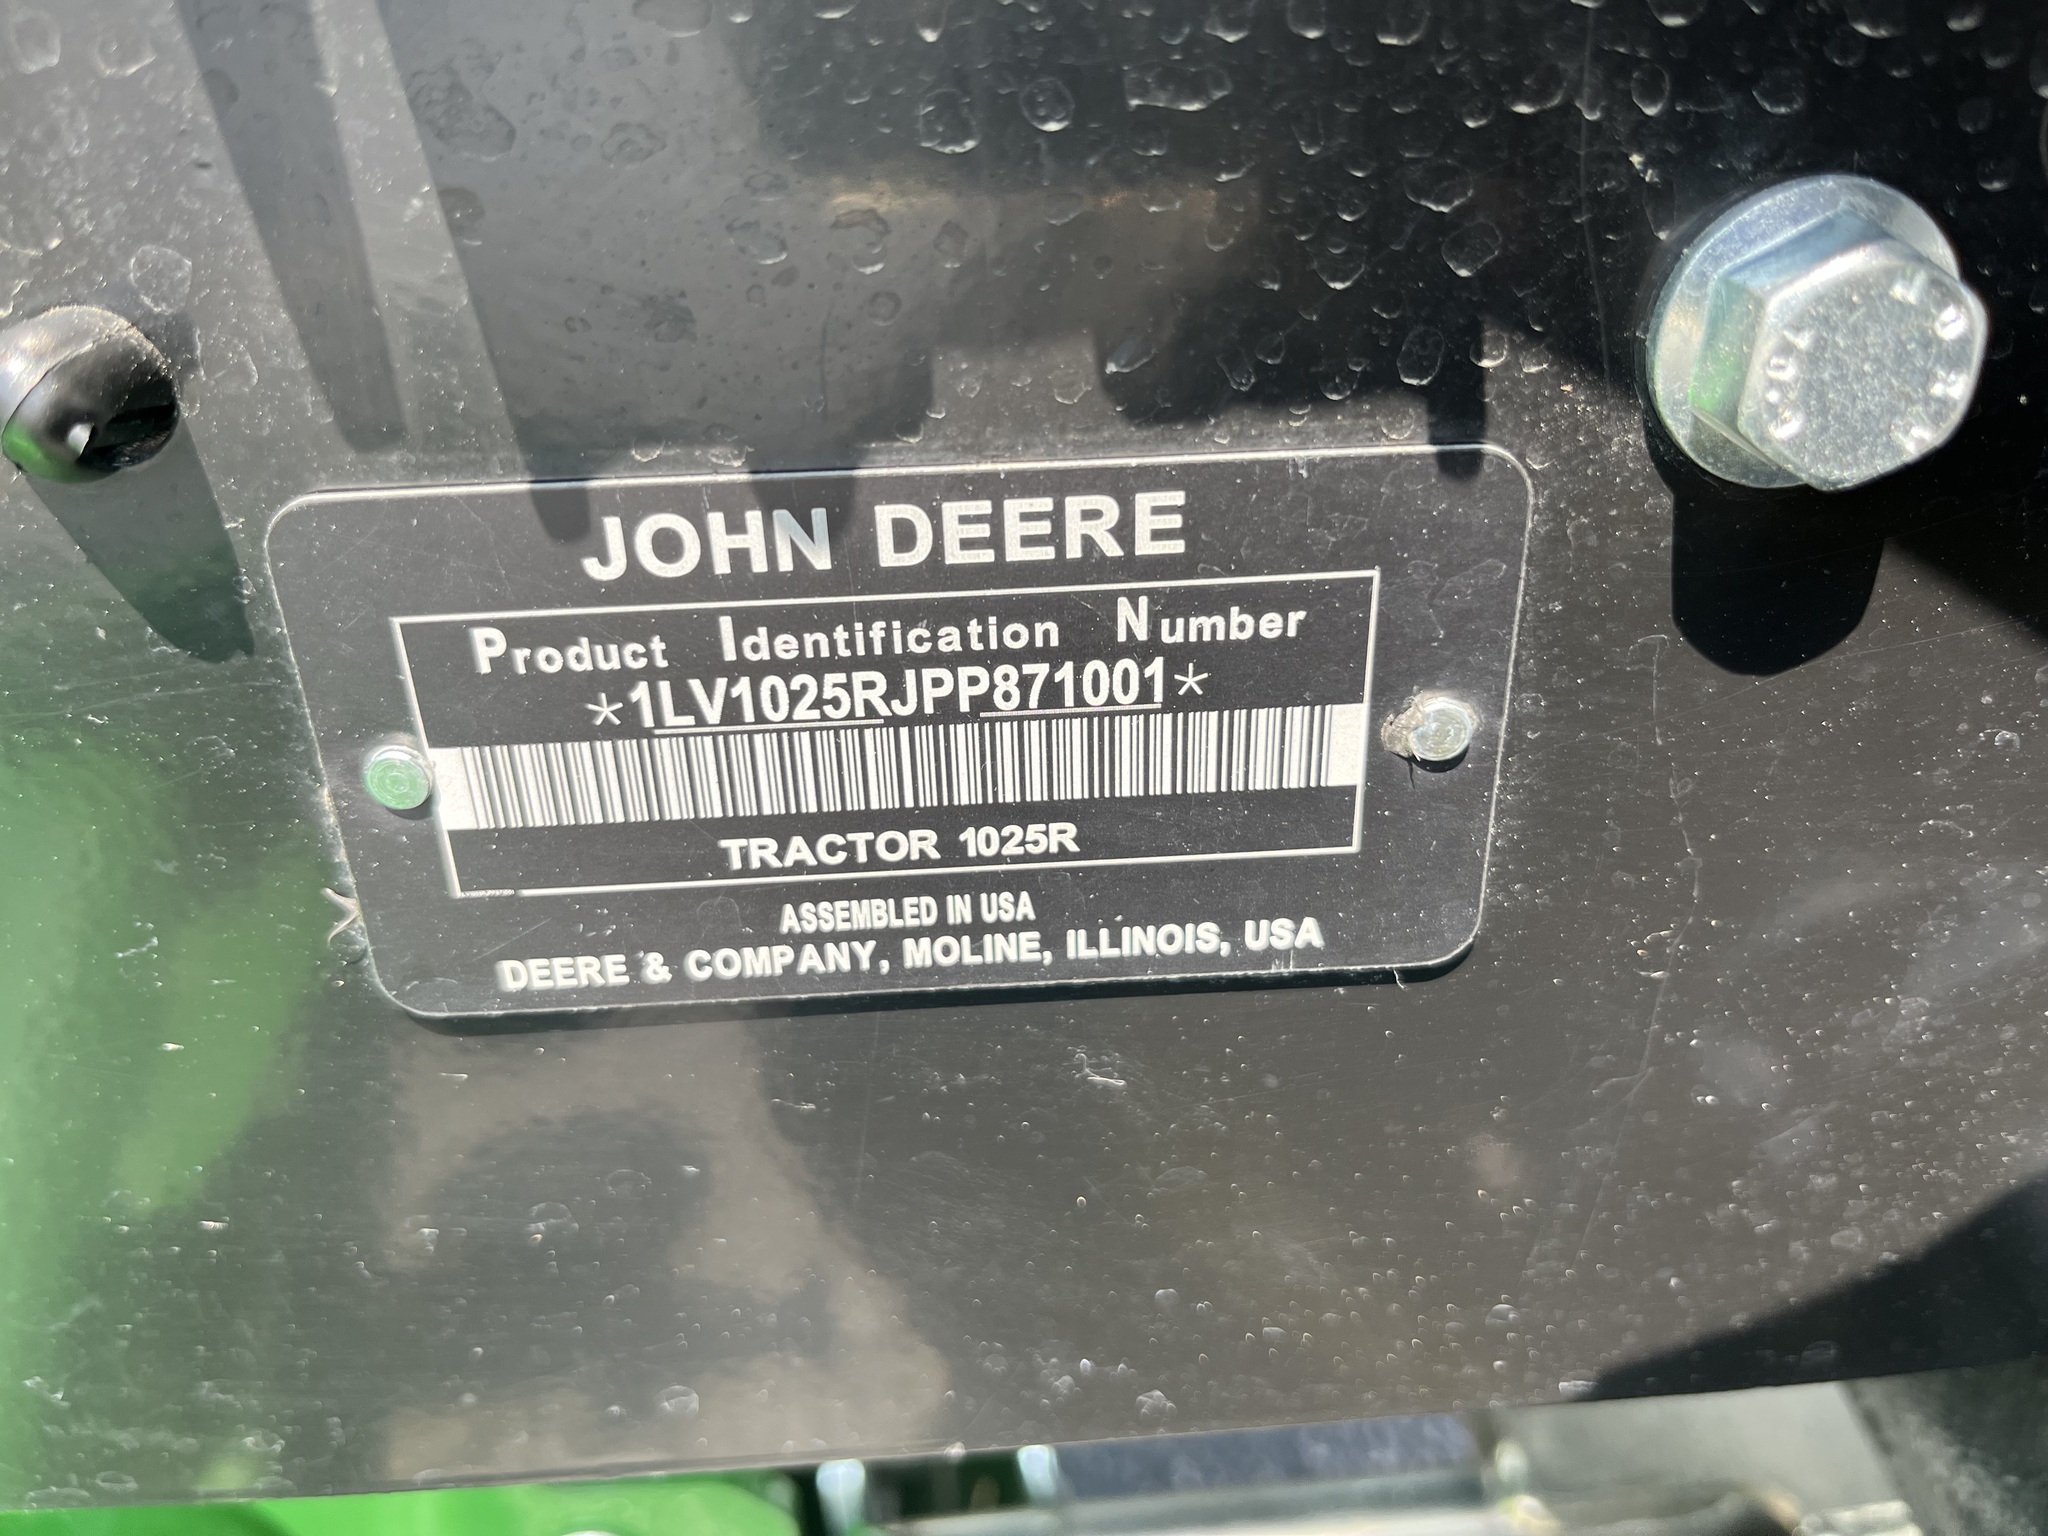 JOHN DEERE
Product Identification Number
*1LV1025RJPP871001*
TRACTOR 1025R
ASSEMBLED IN USA
DEERE & COMPANY, MOLINE, ILLINOIS, USA